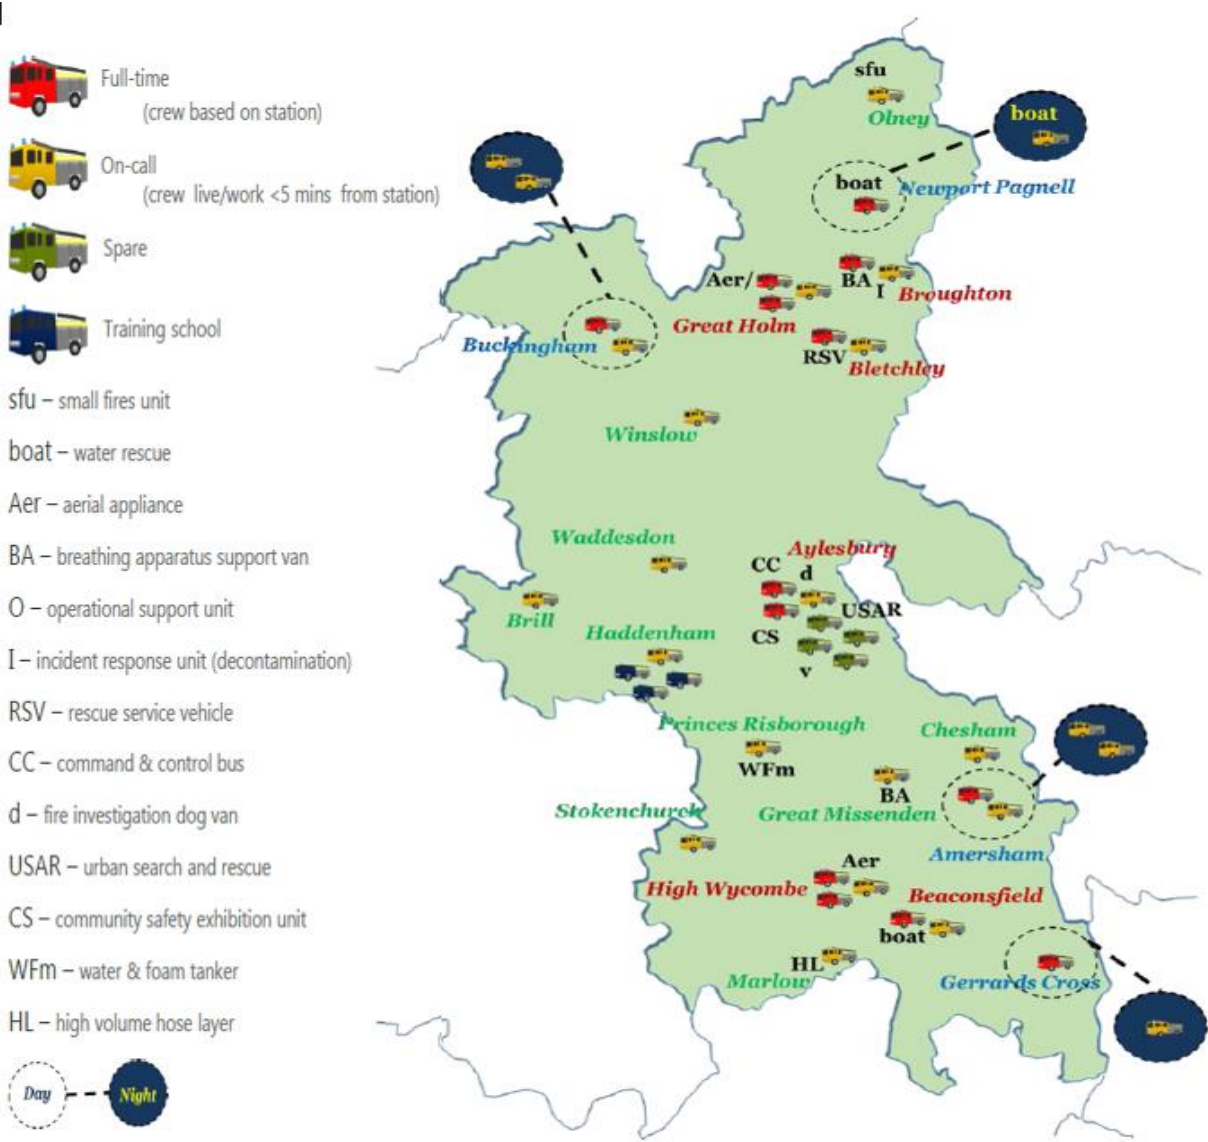 Full-time
(crew based on station)
On-call
(crew live/work <5 mins from station)
Spare
Training school
sfu – small fires unit
boat – water rescue
Aer – aerial appliance
BA – breathing apparatus support van
O – operational support unit
I – incident response unit (decontamination)
RSV – rescue service vehicle
CC – command & control bus
d – fire investigation dog van
USAR – urban search and rescue
CS – community safety exhibition unit
WFm – water & foam tanker
HL – high volume hose layer
Day
Night
sfu
Olney
boat
boat
Newport Pagnell
Aer/
BA
I
Broughton
Great Holm
Buckingham
RSV
Bletchley
Winslow
Waddesdon
Aylesbury
CC
d
USAR
Brill
CS
Haddenham
v
Princes Risborough
Chesham
WFm
BA
Stokenchurch
Great Missenden
Amersham
Aer
High Wycombe
Beaconsfield
boat
HL
Marlow
Gerrards Cross